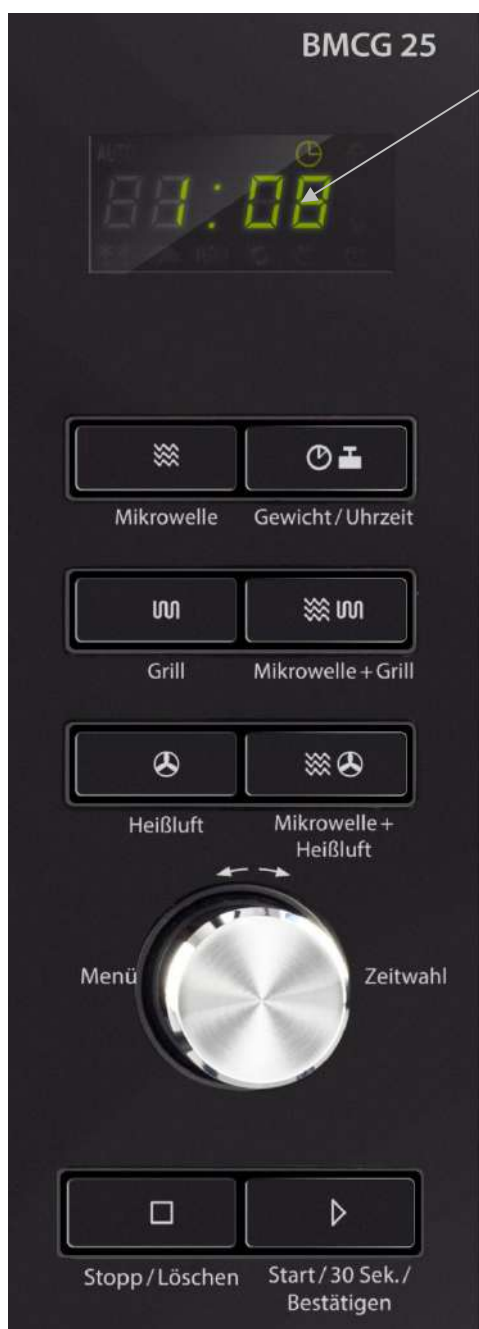 BMCG 25
AUTO
1:08
Mikrowelle
Gewicht / Uhrzeit
Grill
Mikrowelle + Grill
Heißluft
Mikrowelle +
Heißluft
Menü
Zeitwahl
Stopp / Löschen
Start / 30 Sek. /
Bestätigen